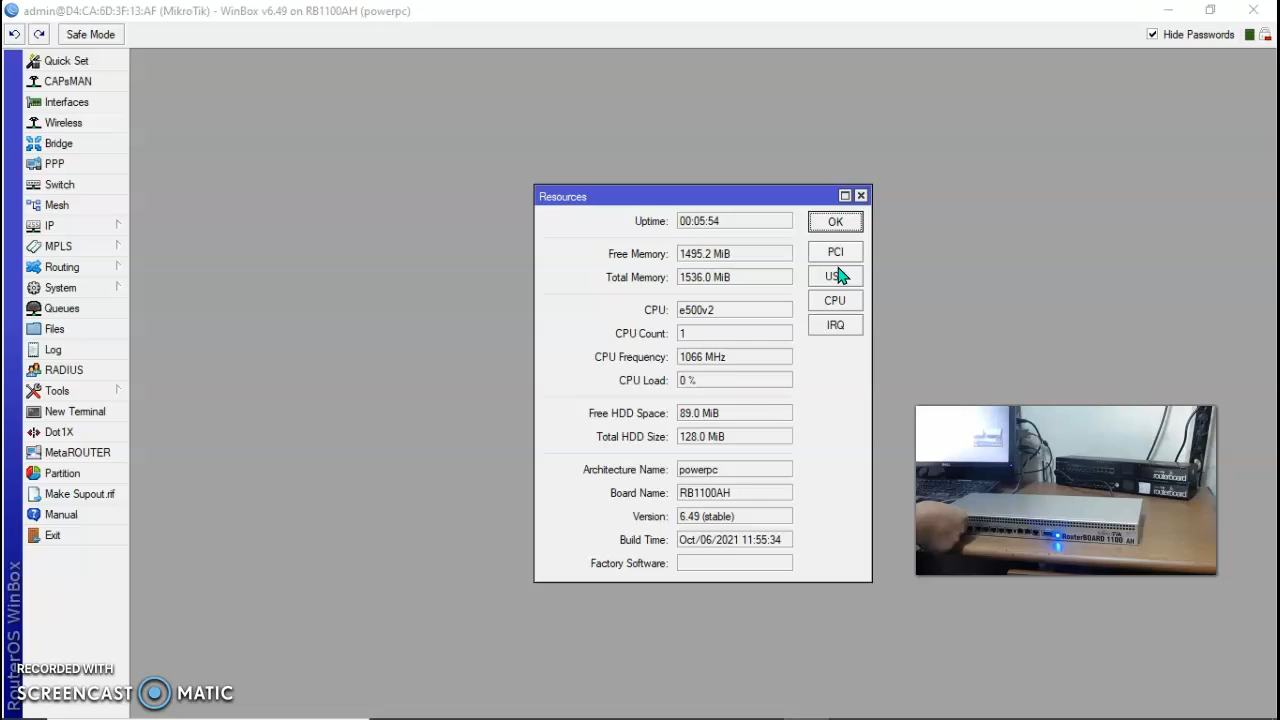 admin@D4:CA:6D:3F:13:AF (MikroTik) - WinBox v6.49 on RB1100AH (powerpc)
Safe Mode
Hide Passwords
Quick Set
CAPsMAN
Interfaces
Wireless
Bridge
PPP
Switch
Mesh
IP
MPLS
Routing
System
Queues
Files
Log
RADIUS
Tools
New Terminal
Dot1X
MetaROUTER
Partition
Make Supout.rif
Manual
Exit
RouterOS WinBox
Resources
Uptime: 00:05:54
Free Memory: 1495.2 MiB
Total Memory: 1536.0 MiB
CPU: e500v2
CPU Count: 1
CPU Frequency: 1066 MHz
CPU Load: 0 %
Free HDD Space: 89.0 MiB
Total HDD Size: 128.0 MiB
Architecture Name: powerpc
Board Name: RB1100AH
Version: 6.49 (stable)
Build Time: Oct/06/2021 11:55:34
Factory Software:
OK
PCI
CPU
IRQ
routerboard
routerboard
RouterBOARD 1100 AH
RECORDED WITH
SCREENCAST MATIC